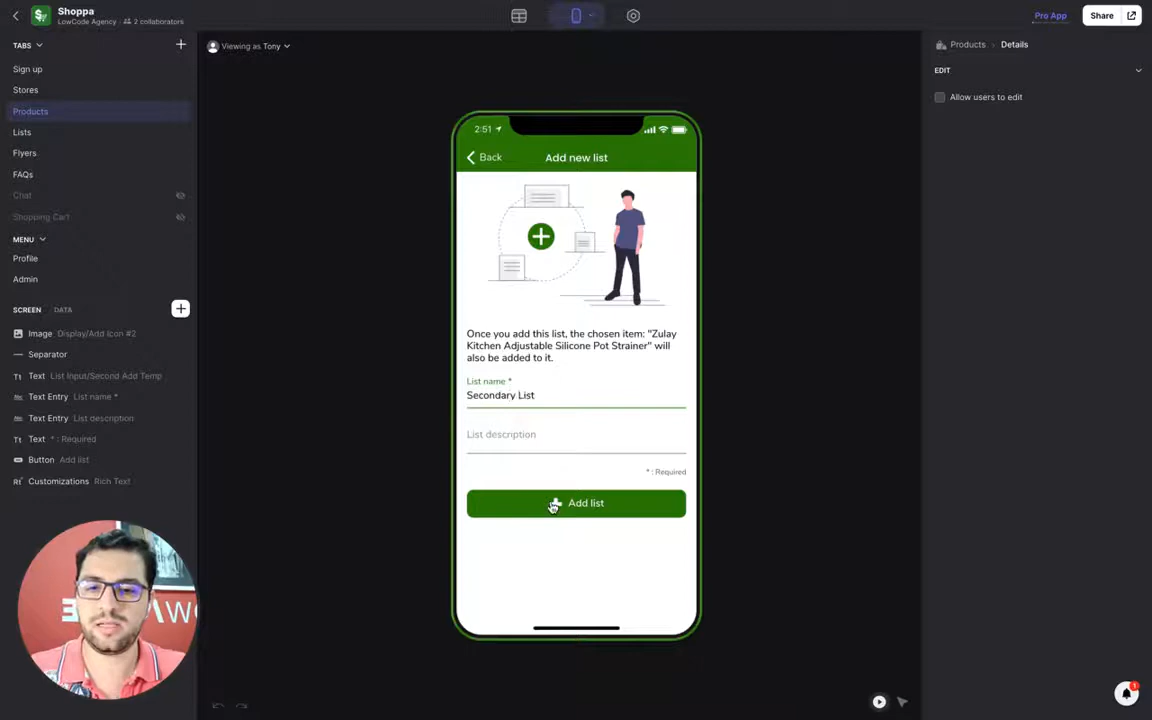 Shoppa
LowCode Agency · 2 collaborators
Pro App
Share
TABS
Sign up
Stores
Products
Lists
Flyers
FAQs
Chat
Shopping Cart
MENU
Profile
Admin
SCREEN DATA
Image Display/Add Icon #2
Separator
Text List Input/Second Add Temp
Text Entry List name *
Text Entry List description
Text * : Required
Button Add list
Customizations Rich Text
Viewing as Tony
2:51
Back
Add new list
Once you add this list, the chosen item: "Zulay
Kitchen Adjustable Silicone Pot Strainer" will
also be added to it.
List name *
Secondary List
List description
* : Required
Add list
Products > Details
EDIT
Allow users to edit
1